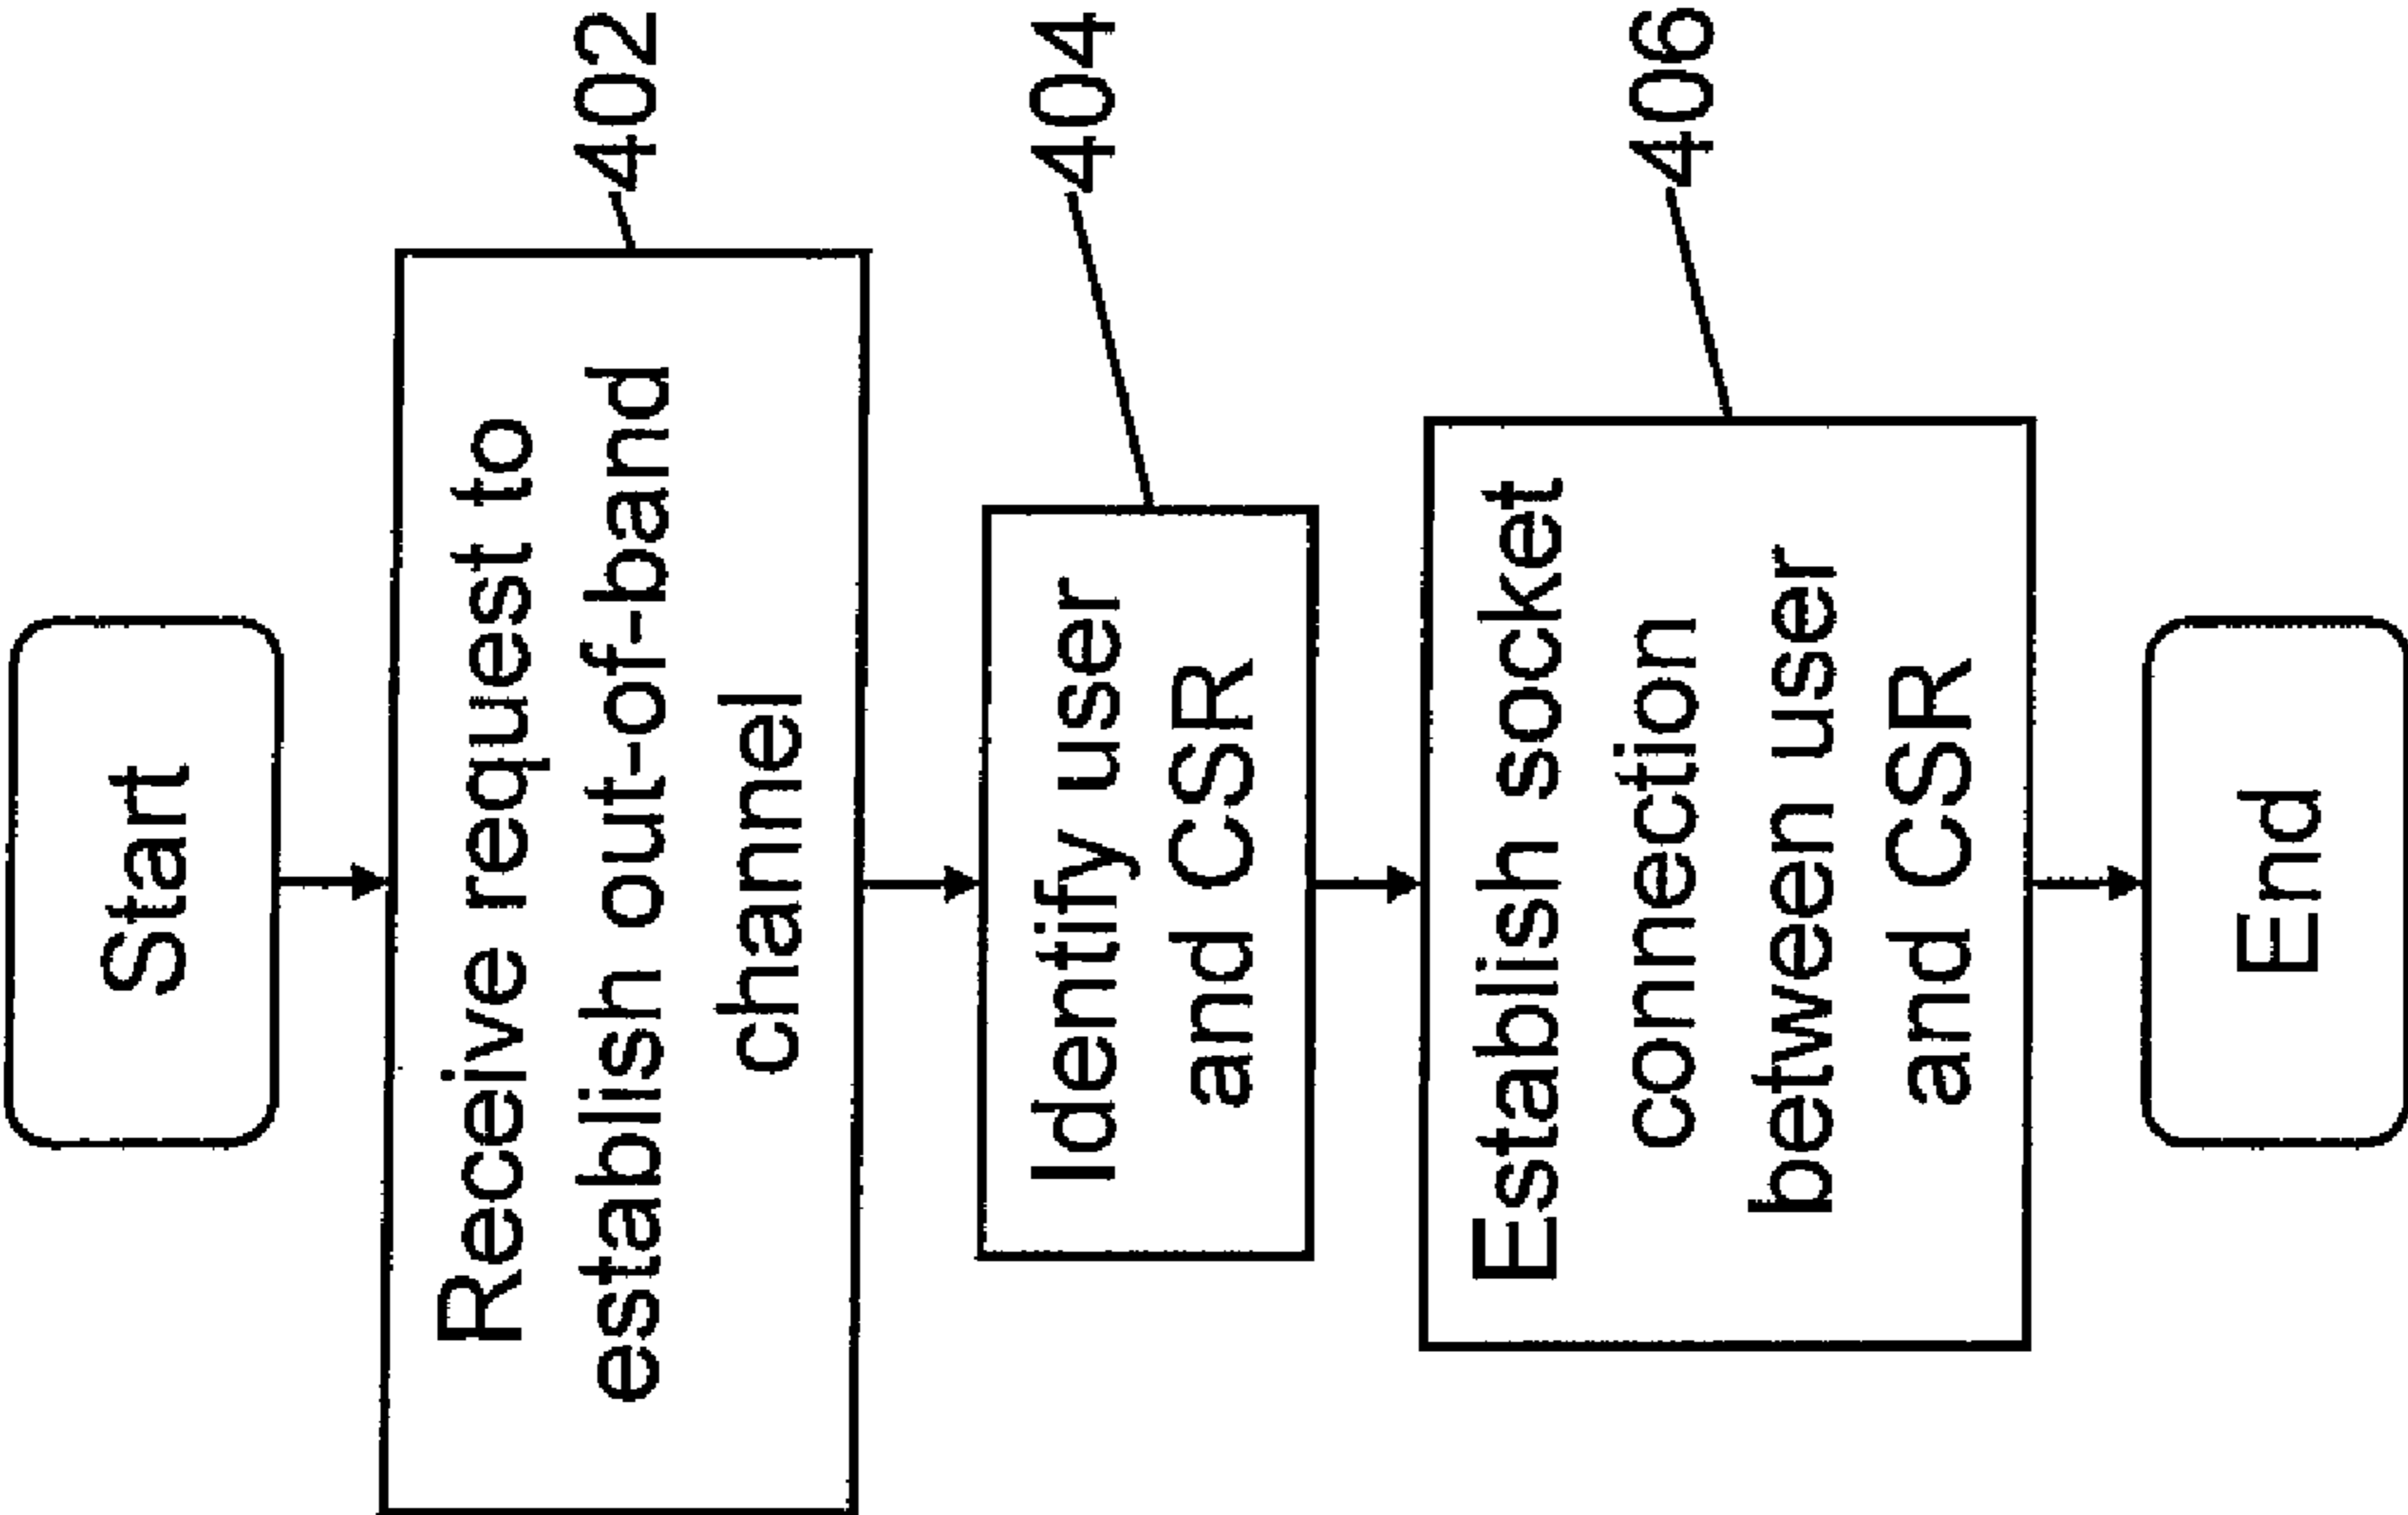 Start
Receive request to
establish out-of-band
channel
402
Identify user
and CSR
404
Establish socket
connection
between user
and CSR
406
End